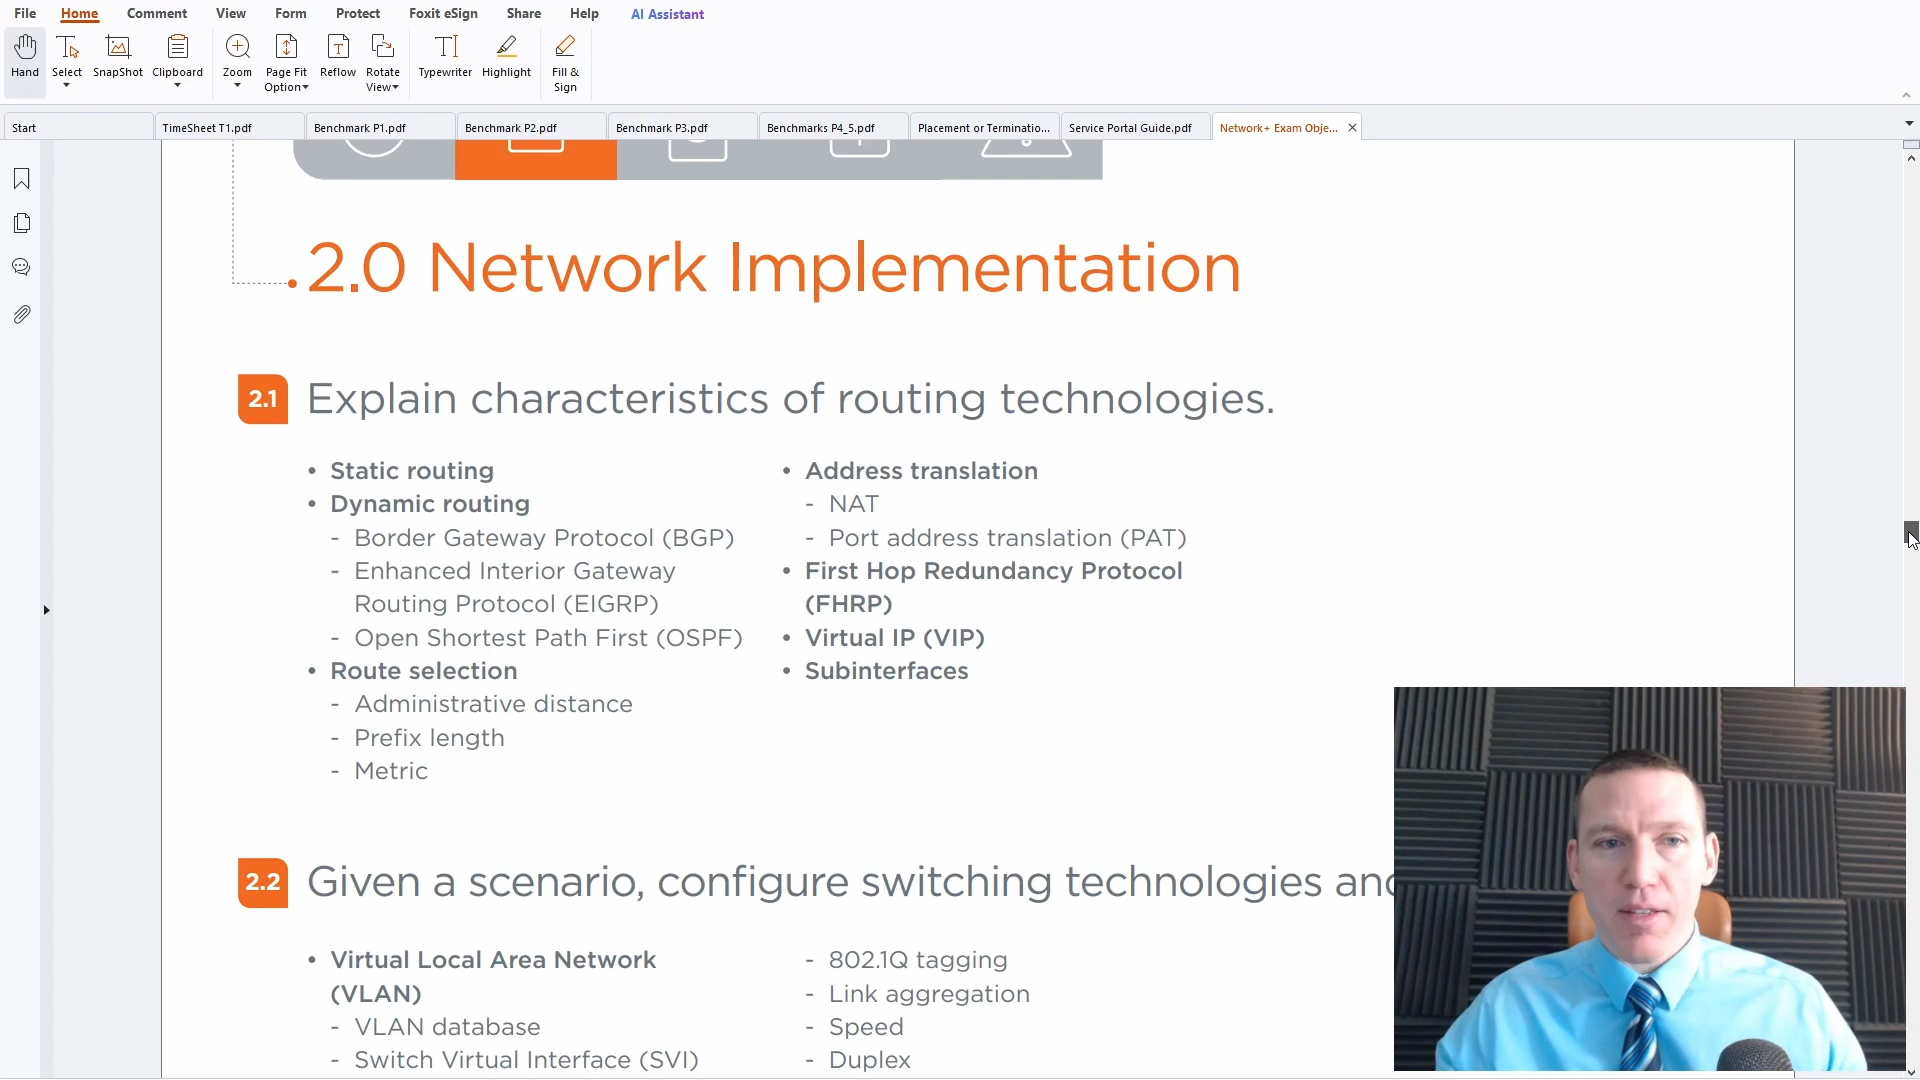 File Home Comment View Form Protect Foxit eSign Share Help AI Assistant
Hand Select SnapShot Clipboard Zoom Page Fit Option Reflow Rotate View Typewriter Highlight Fill & Sign
Start TimeSheet T1.pdf Benchmark P1.pdf Benchmark P2.pdf Benchmark P3.pdf Benchmarks P4_5.pdf Placement or Terminatio... Service Portal Guide.pdf Network+ Exam Obje...
2.0 Network Implementation
2.1 Explain characteristics of routing technologies.
• Static routing
• Dynamic routing
- Border Gateway Protocol (BGP)
- Enhanced Interior Gateway
Routing Protocol (EIGRP)
- Open Shortest Path First (OSPF)
• Route selection
- Administrative distance
- Prefix length
- Metric
• Address translation
- NAT
- Port address translation (PAT)
• First Hop Redundancy Protocol
(FHRP)
• Virtual IP (VIP)
• Subinterfaces
2.2 Given a scenario, configure switching technologies and
• Virtual Local Area Network
(VLAN)
- VLAN database
- Switch Virtual Interface (SVI)
- 802.1Q tagging
- Link aggregation
- Speed
- Duplex